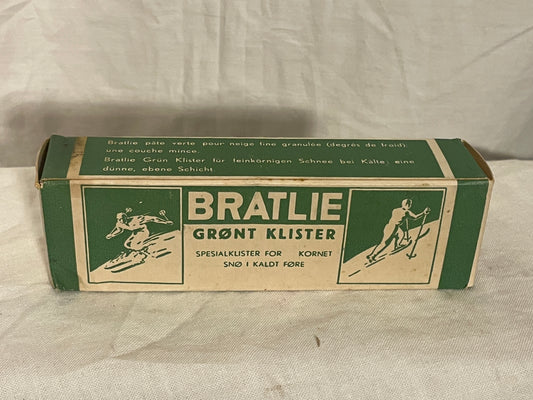 Bratlie pâte verte pour neige fine granulée (degrés de froid):
une couche mince.
Bratlie Grün Klister für feinkörnigen Schnee bei Kälte: eine
dünne, ebene Schicht.
BRATLIE
GRØNT KLISTER
SPESIALKLISTER FOR KORNET
SNØ I KALDT FØRE